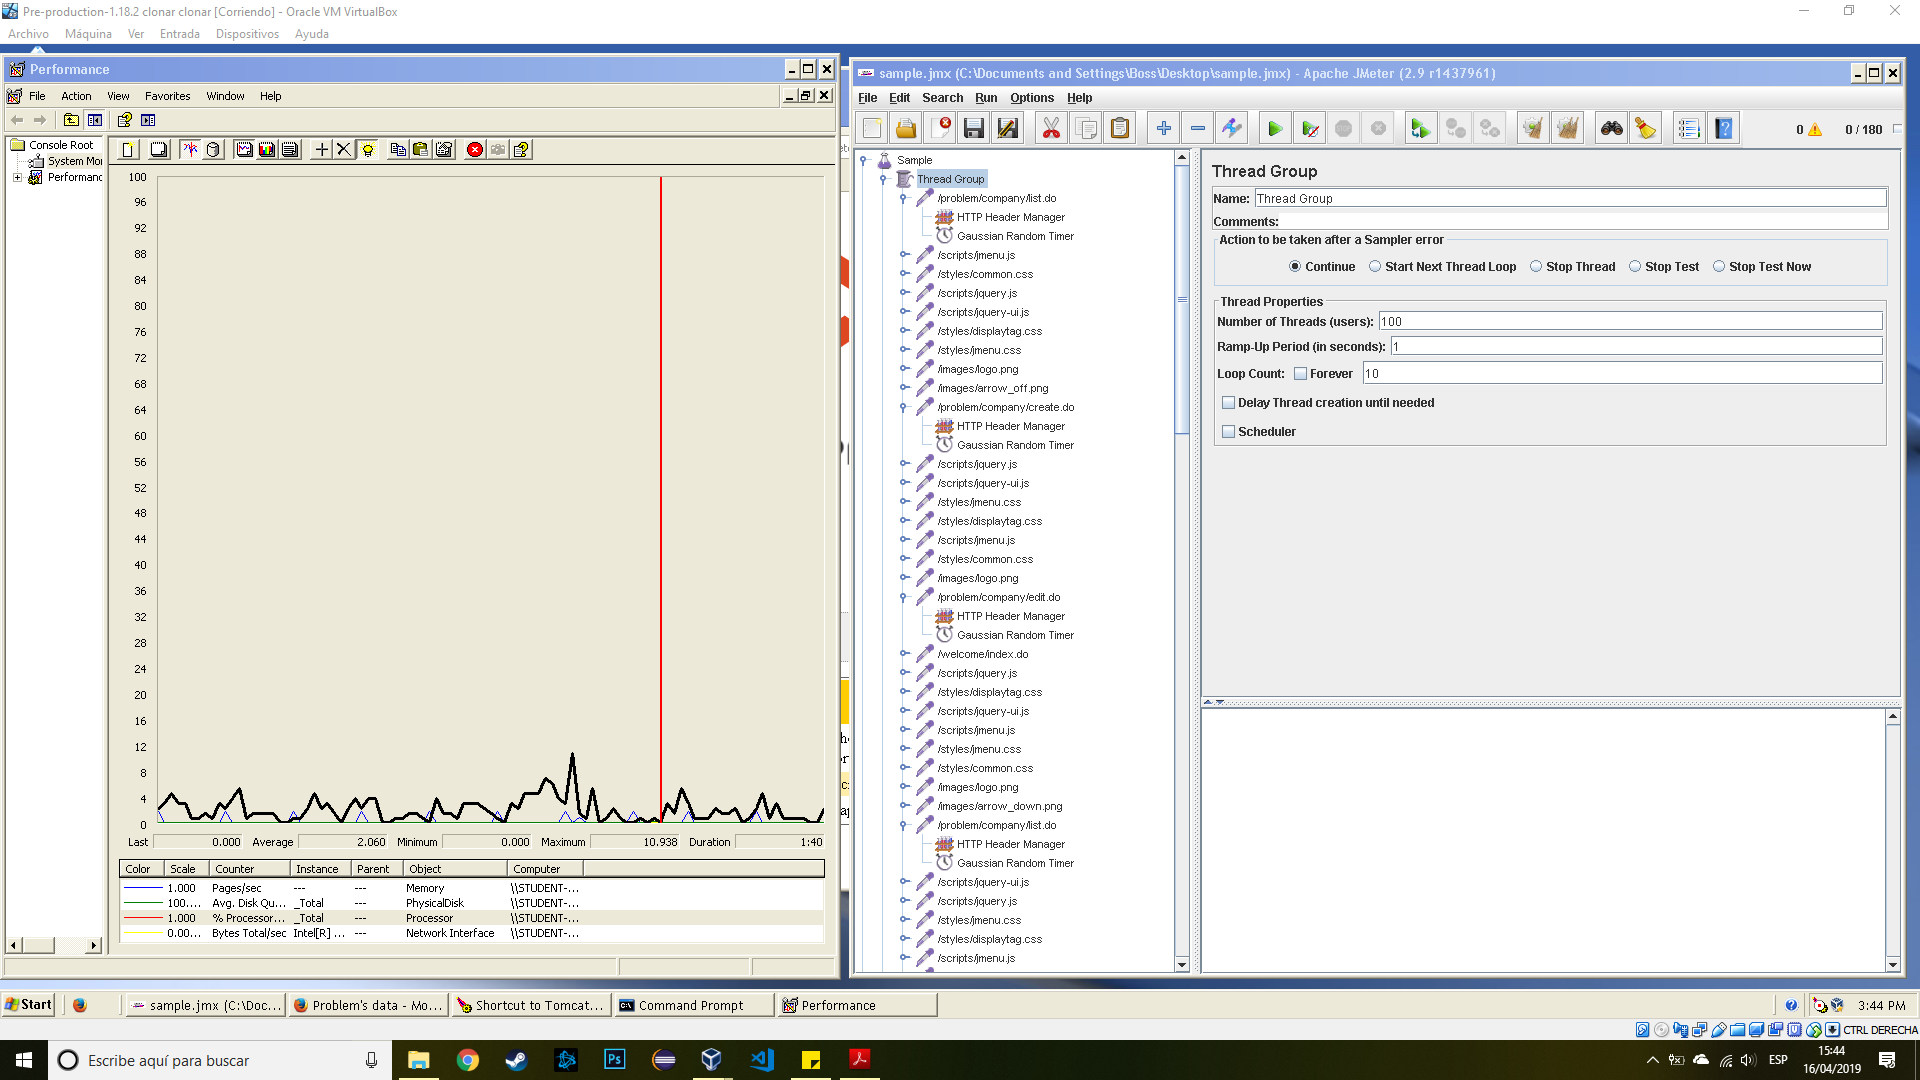 Pre-production-1.18.2 clonar clonar [Corriendo] - Oracle VM VirtualBox
Archivo Máquina Ver Entrada Dispositivos Ayuda
Performance
File Action View Favorites Window Help
Console Root
System Mo
Performanc
100
96
92
88
84
80
76
72
68
64
60
56
52
48
44
40
36
32
28
24
20
16
12
8
4
0
Last 0.000 Average 2.060 Minimum 0.000 Maximum 10.938 Duration 1:40
Color Scale Counter Instance Parent Object Computer
1.000 Pages/sec --- --- Memory \\STUDENT-...
100.... Avg. Disk Qu... _Total --- PhysicalDisk \\STUDENT-...
1.000 % Processor... _Total --- Processor \\STUDENT-...
0.00... Bytes Total/sec Intel[R] ... --- Network Interface \\STUDENT-...
sample.jmx (C:\Documents and Settings\Boss\Desktop\sample.jmx) - Apache JMeter (2.9 r1437961)
File Edit Search Run Options Help
0 0 / 180
Sample
Thread Group
/problem/company/list.do
HTTP Header Manager
Gaussian Random Timer
/scripts/jmenu.js
/styles/common.css
/scripts/jquery.js
/scripts/jquery-ui.js
/styles/displaytag.css
/styles/jmenu.css
/images/logo.png
/images/arrow_off.png
/problem/company/create.do
HTTP Header Manager
Gaussian Random Timer
/scripts/jquery.js
/scripts/jquery-ui.js
/styles/jmenu.css
/styles/displaytag.css
/scripts/jmenu.js
/styles/common.css
/images/logo.png
/problem/company/edit.do
HTTP Header Manager
Gaussian Random Timer
/welcome/index.do
/scripts/jquery.js
/styles/displaytag.css
/scripts/jquery-ui.js
/scripts/jmenu.js
/styles/jmenu.css
/styles/common.css
/images/logo.png
/images/arrow_down.png
/problem/company/list.do
HTTP Header Manager
Gaussian Random Timer
/scripts/jquery-ui.js
/scripts/jquery.js
/styles/jmenu.css
/styles/displaytag.css
/scripts/jmenu.js
Thread Group
Name: Thread Group
Comments:
Action to be taken after a Sampler error
Continue Start Next Thread Loop Stop Thread Stop Test Stop Test Now
Thread Properties
Number of Threads (users): 100
Ramp-Up Period (in seconds): 1
Loop Count: Forever 10
Delay Thread creation until needed
Scheduler
Start sample.jmx (C:\Doc... Problem's data - Mo... Shortcut to Tomcat... Command Prompt Performance 3:44 PM
CTRL DERECHA
Escribe aquí para buscar
ESP
15:44
16/04/2019